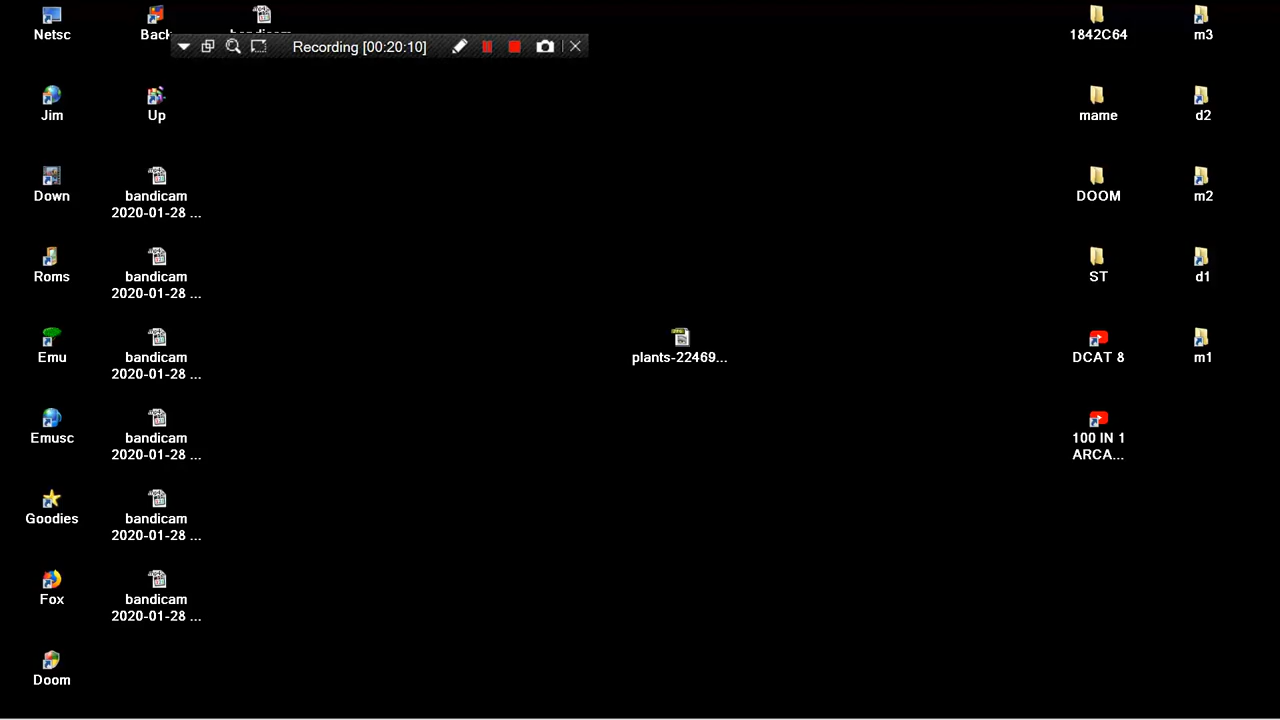 Netsc
Back
Recording [00:20:10]
1842C64
m3
Jim
Up
mame
d2
Down
bandicam
2020-01-28 ...
DOOM
m2
Roms
bandicam
2020-01-28 ...
ST
d1
Emu
bandicam
2020-01-28 ...
plants-22469...
DCAT 8
m1
Emusc
bandicam
2020-01-28 ...
100 IN 1
ARCA...
Goodies
bandicam
2020-01-28 ...
Fox
bandicam
2020-01-28 ...
Doom